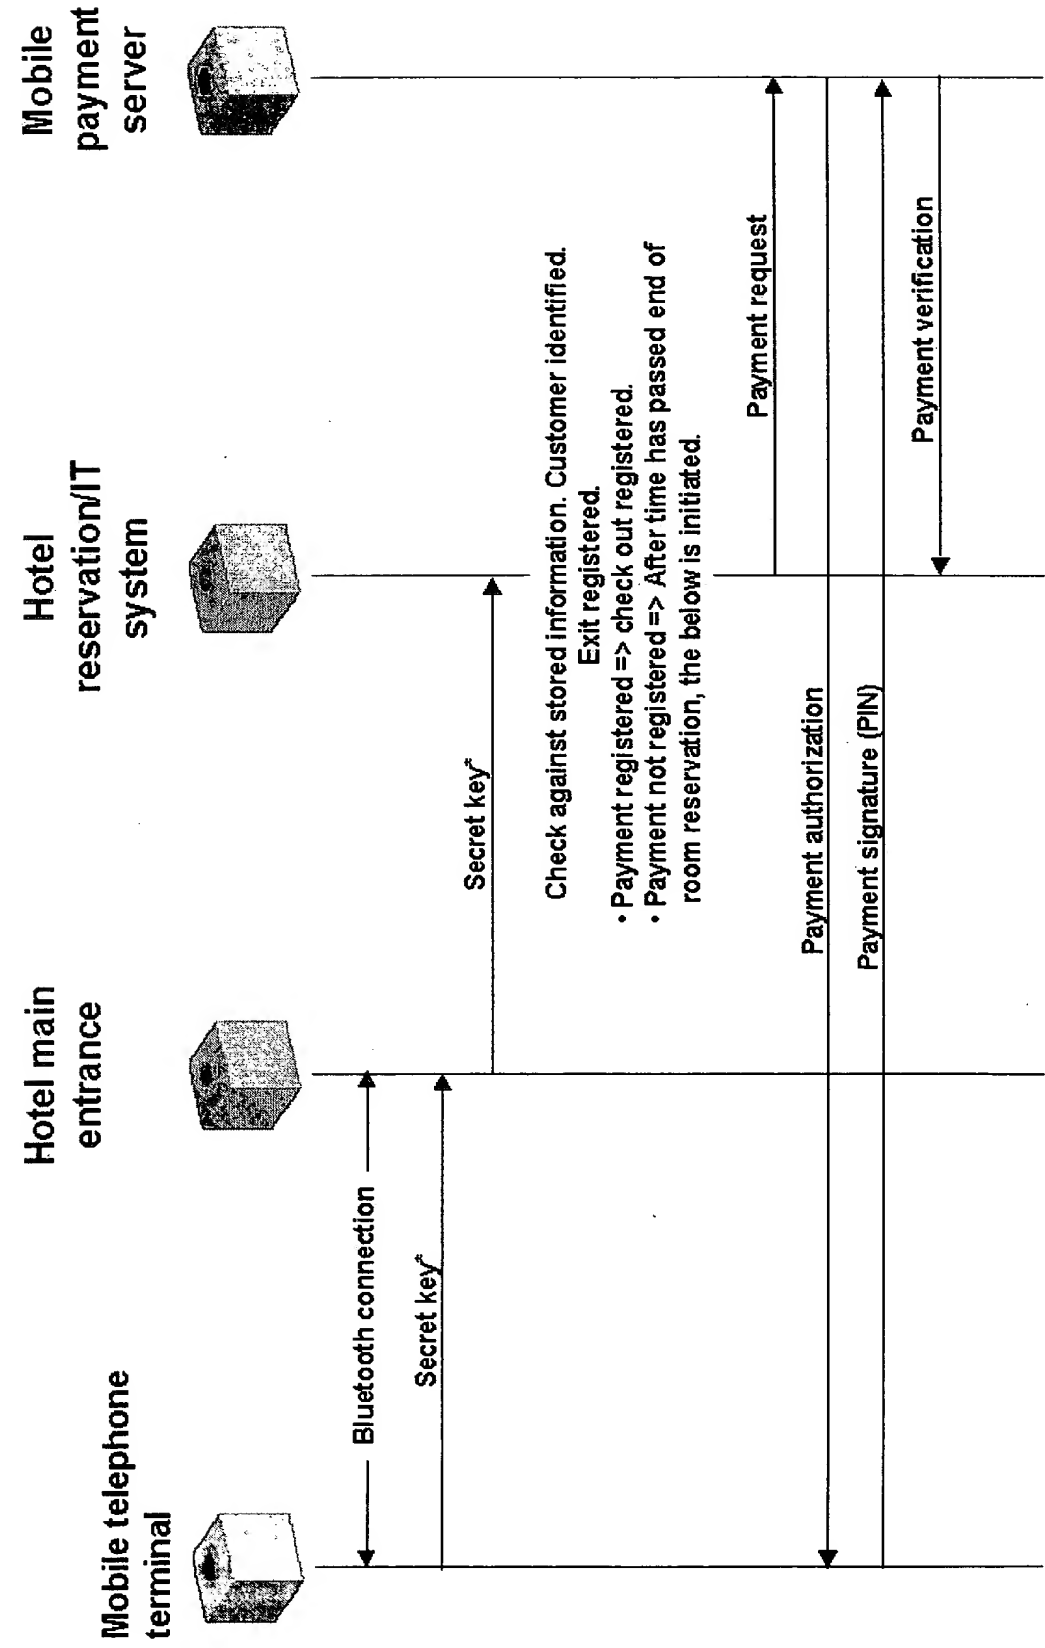 Mobile telephone
terminal
Hotel main
entrance
Hotel
reservation/IT
system
Mobile
payment
server
Bluetooth connection
Secret key*
Secret key*
Check against stored information. Customer identified.
Exit registered.
• Payment registered => check out registered.
• Payment not registered => After time has passed end of
room reservation, the below is initiated.
Payment request
Payment authorization
Payment signature (PIN)
Payment verification